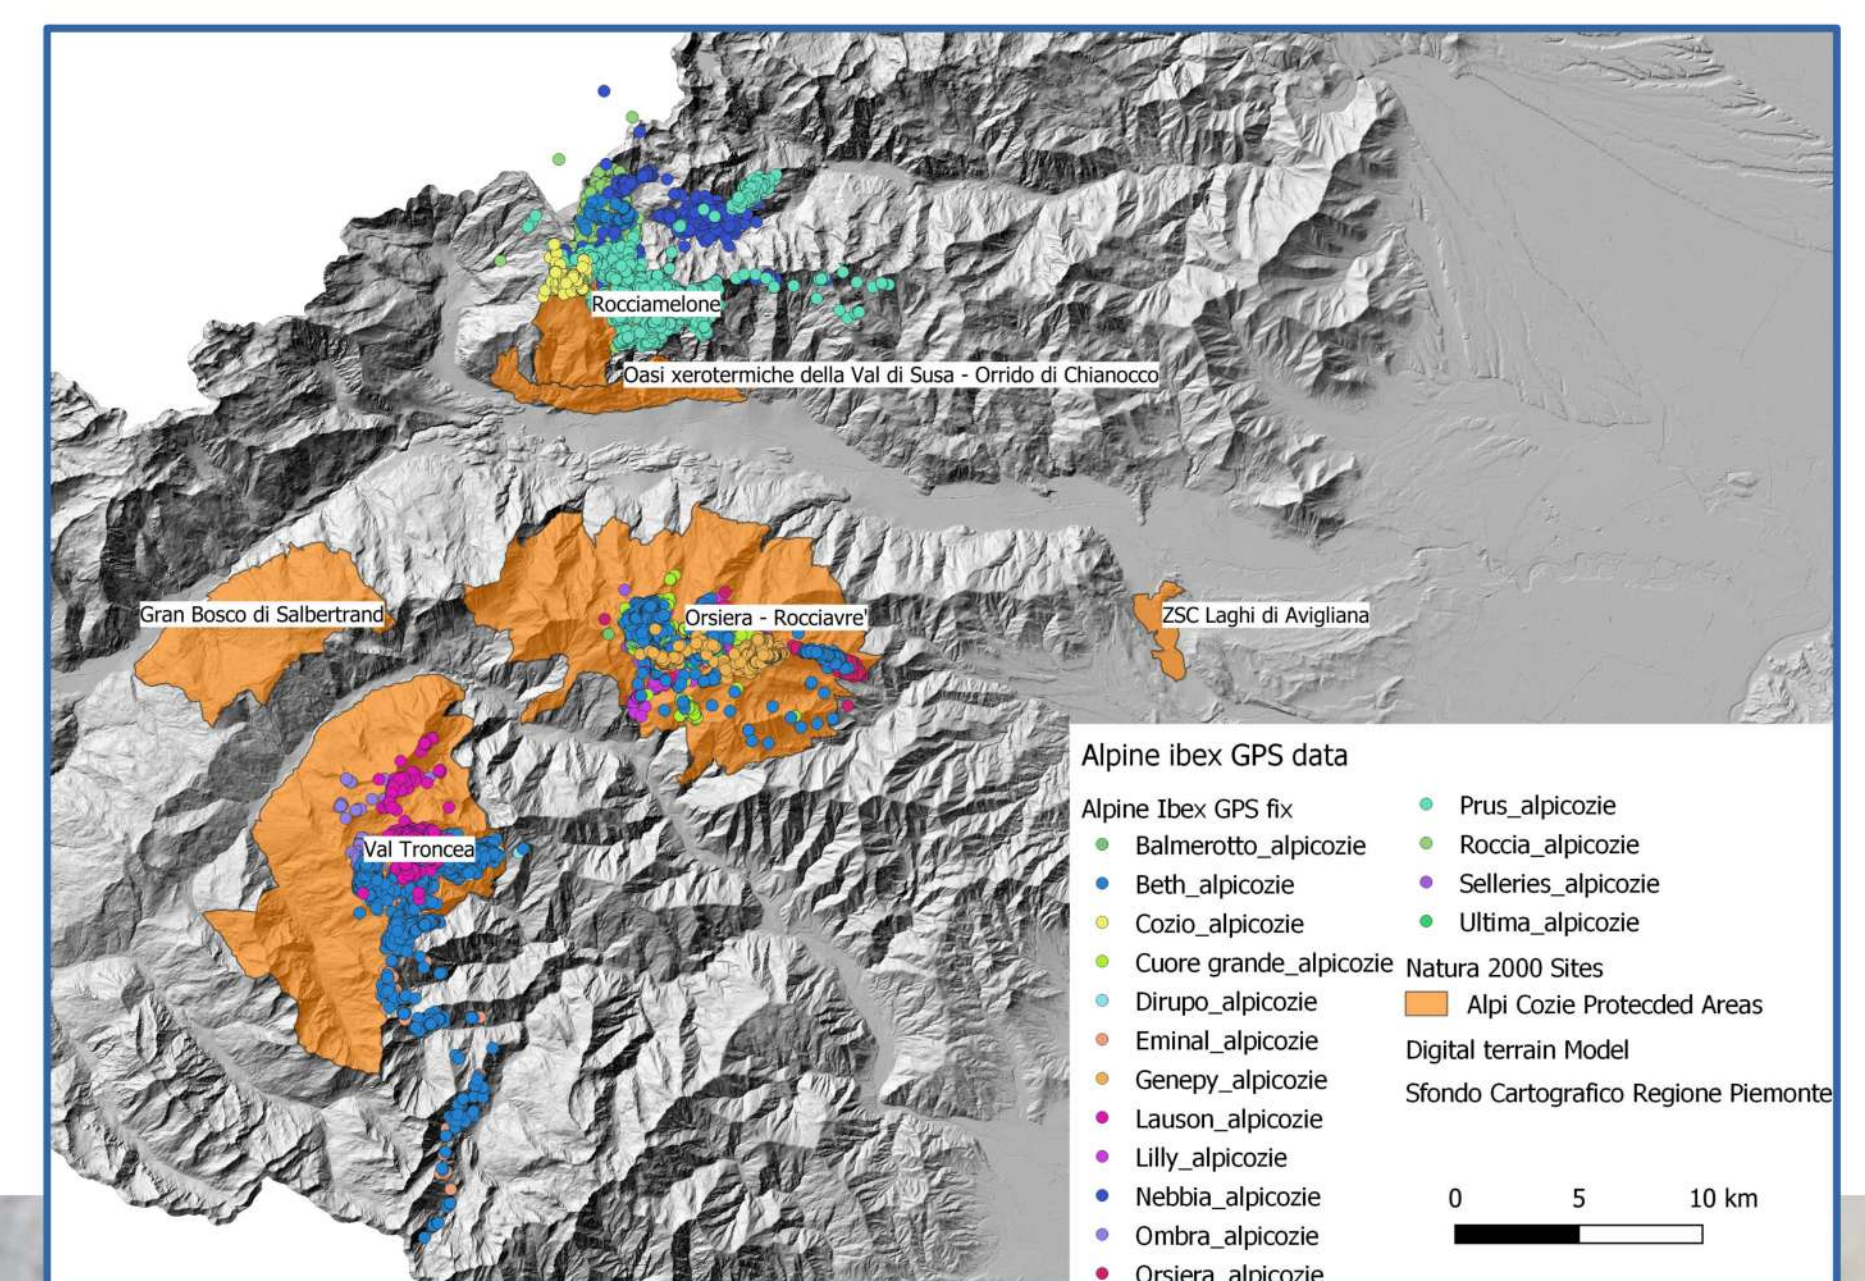 Rocciamelone
Oasi xerotermiche della Val di Susa - Orrido di Chianocco
Gran Bosco di Salbertrand
Orsiera - Rocciavre'
ZSC Laghi di Avigliana
Val Troncea
Alpine ibex GPS data
Alpine Ibex GPS fix
Balmerotto_alpicozie
Beth_alpicozie
Cozio_alpicozie
Cuore grande_alpicozie
Dirupo_alpicozie
Eminal_alpicozie
Genepy_alpicozie
Lauson_alpicozie
Lilly_alpicozie
Nebbia_alpicozie
Ombra_alpicozie
Orsiera_alpicozie
Prus_alpicozie
Roccia_alpicozie
Selleries_alpicozie
Ultima_alpicozie
Natura 2000 Sites
Alpi Cozie Protecded Areas
Digital terrain Model
Sfondo Cartografico Regione Piemonte
0 5 10 km